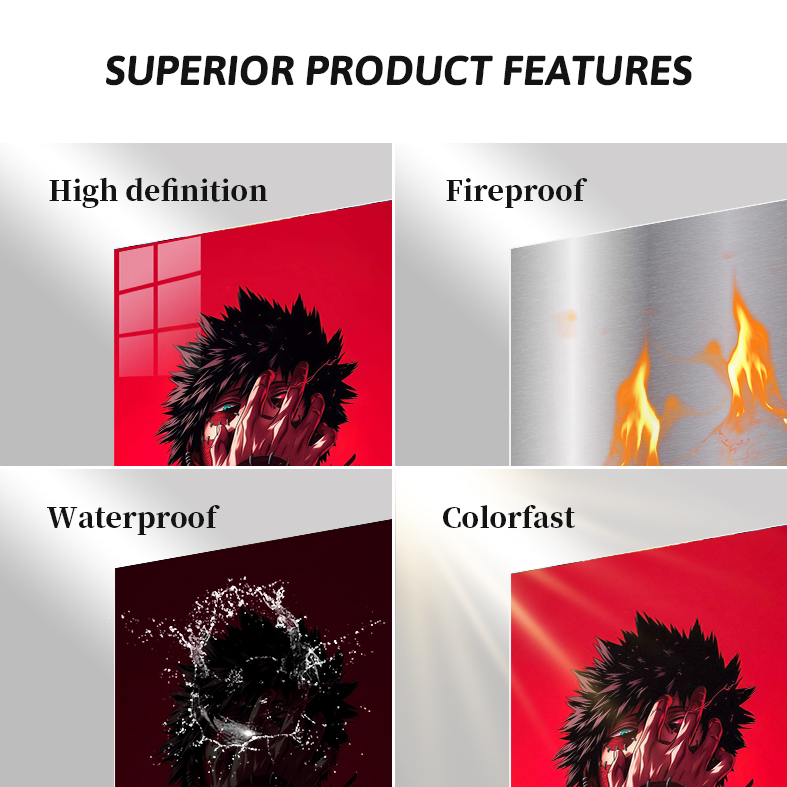 SUPERIOR PRODUCT FEATURES
High definition
Fireproof
Waterproof
Colorfast